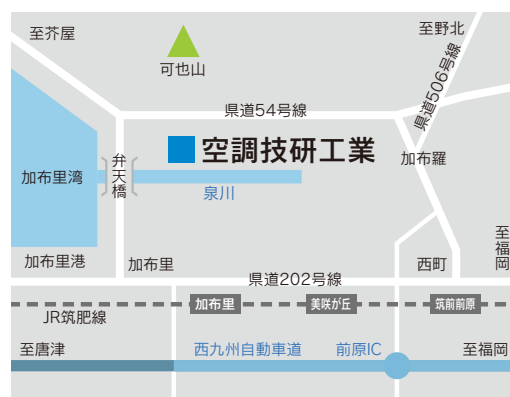 至芥屋
至野北
可也山
県道506号線
県道54号線
空調技研工業
弁天橋
加布羅
加布里湾
泉川
至福岡
加布里港
加布里
西町
県道202号線
加布里
美咲が丘
筑前前原
JR筑肥線
至唐津
西九州自動車道
前原IC
至福岡